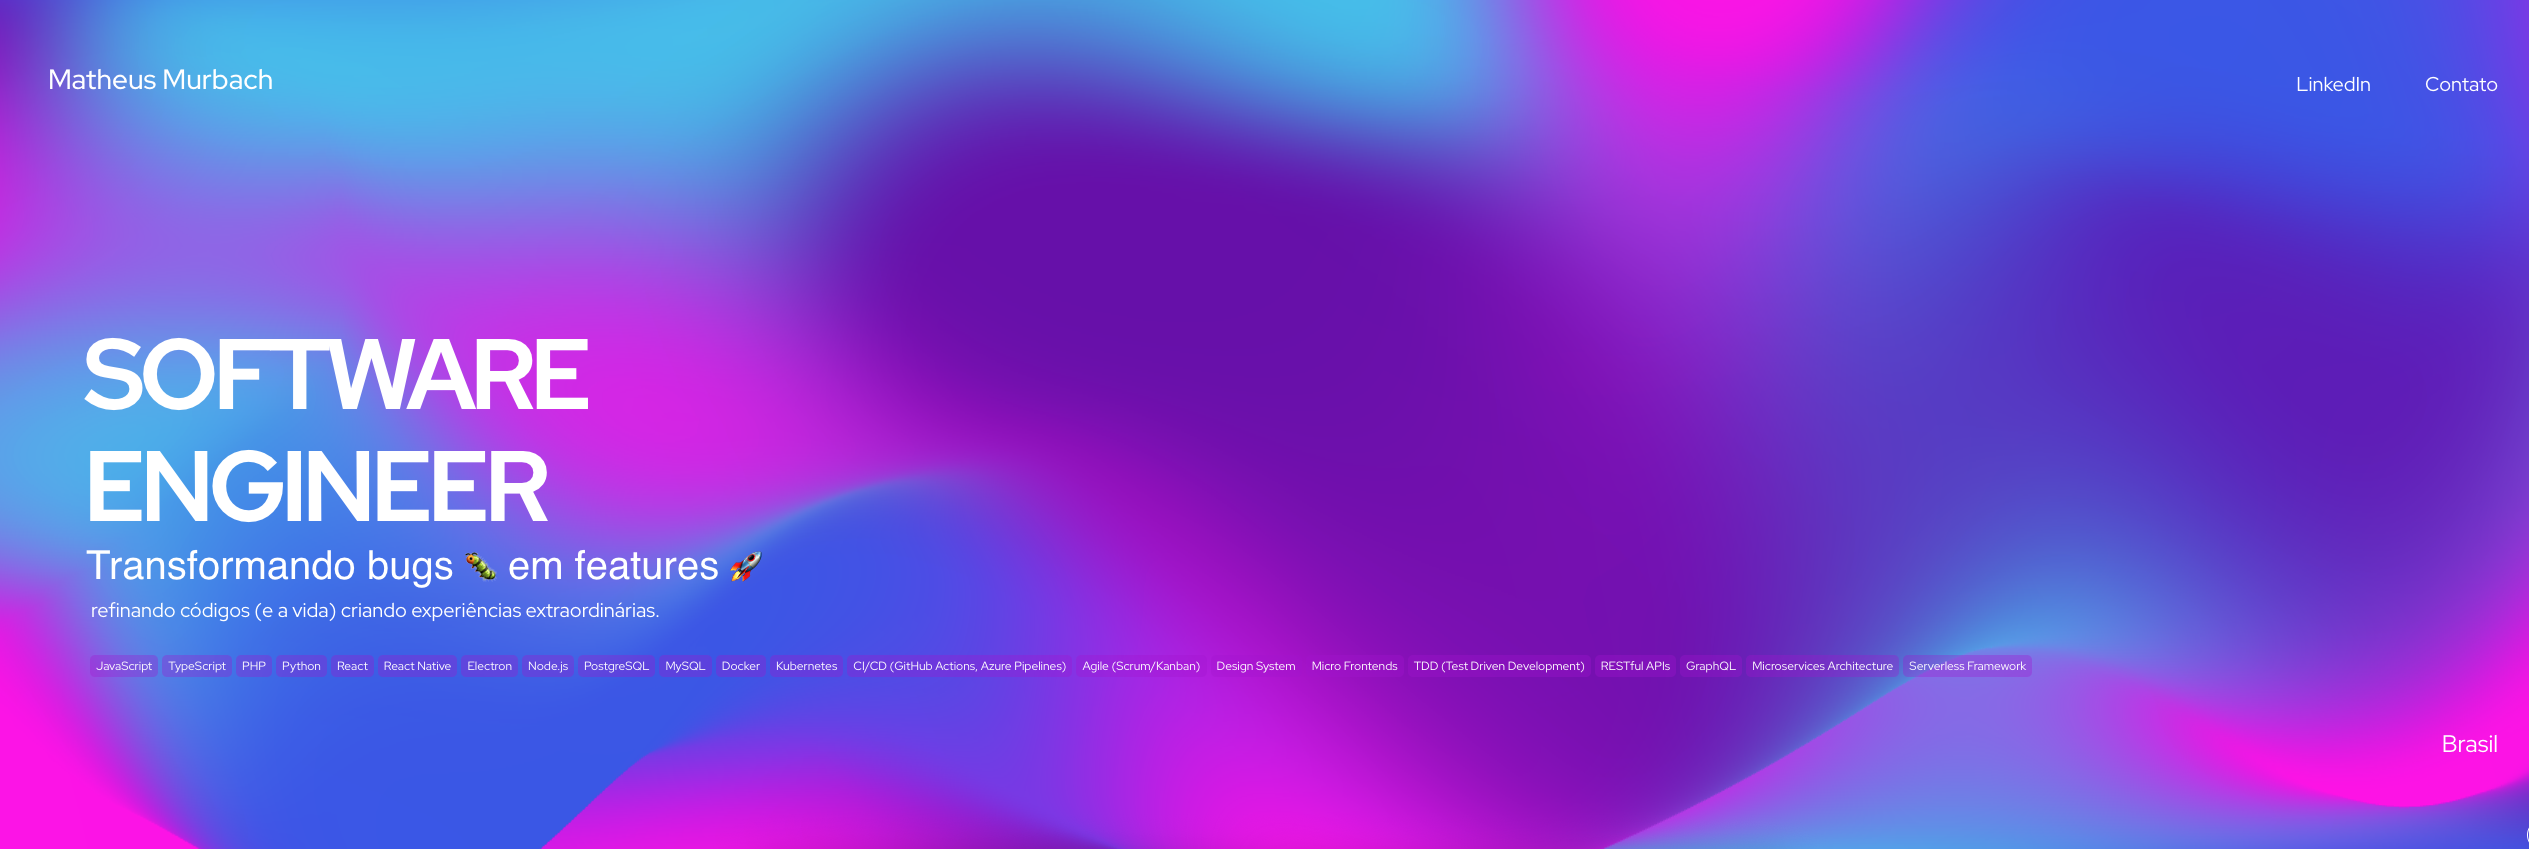 Matheus Murbach
LinkedIn Contato
SOFTWARE
ENGINEER
Transformando bugs 🐛 em features 🚀
refinando códigos (e a vida) criando experiências extraordinárias.
JavaScript TypeScript PHP Python React React Native Electron Node.js PostgreSQL MySQL Docker Kubernetes CI/CD (GitHub Actions, Azure Pipelines) Agile (Scrum/Kanban) Design System Micro Frontends TDD (Test Driven Development) RESTful APIs GraphQL Microservices Architecture Serverless Framework
Brasil